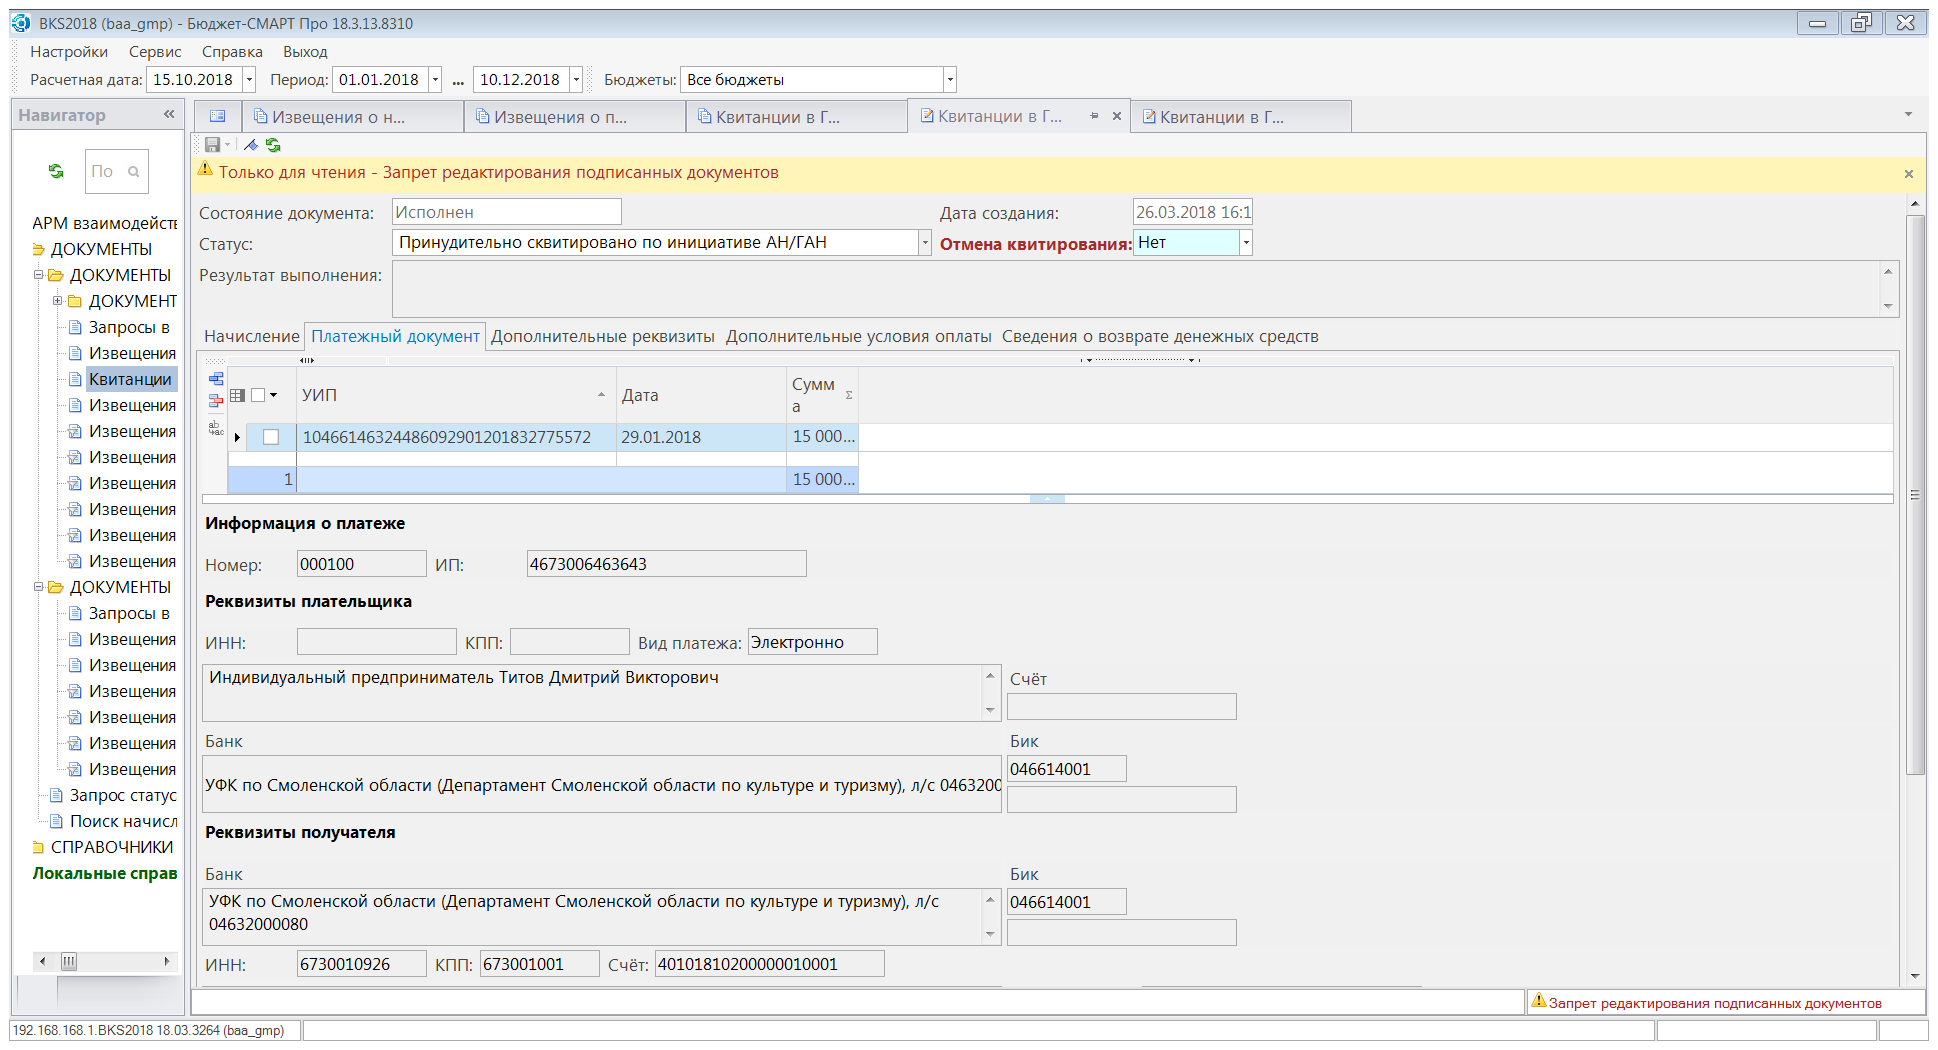 BKS2018 (baa_gmp) - Бюджет-СМАРТ Про 18.3.13.8310
Настройки Сервис Справка Выход
Расчетная дата: 15.10.2018 Период: 01.01.2018 ... 10.12.2018 Бюджеты: Все бюджеты
Навигатор «
Извещения о н... Извещения о п... Квитанции в Г... Квитанции в Г... Квитанции в Г...
По
Только для чтения - Запрет редактирования подписанных документов
АРМ взаимодейств
ДОКУМЕНТЫ
ДОКУМЕНТЫ
ДОКУМЕНТ
Запросы в
Извещения
Квитанции
Извещения
Извещения
Извещения
Извещения
Извещения
Извещения
Извещения
ДОКУМЕНТЫ
Запросы в
Извещения
Извещения
Извещения
Извещения
Извещения
Извещения
Запрос статус
Поиск начисл
СПРАВОЧНИКИ
Локальные справ
Состояние документа: Исполнен Дата создания: 26.03.2018 16:1
Статус: Принудительно сквитировано по инициативе АН/ГАН Отмена квитирования: Нет
Результат выполнения:
Начисление Платежный документ Дополнительные реквизиты Дополнительные условия оплаты Сведения о возврате денежных средств
УИП Дата Сумм
а Σ
10466146324486092901201832775572 29.01.2018 15 000...
1 15 000...
Информация о платеже
Номер: 000100 ИП: 4673006463643
Реквизиты плательщика
ИНН: КПП: Вид платежа: Электронно
Индивидуальный предприниматель Титов Дмитрий Викторович Счёт
Банк Бик
УФК по Смоленской области (Департамент Смоленской области по культуре и туризму), л/с 0463200 046614001
Реквизиты получателя
Банк Бик
УФК по Смоленской области (Департамент Смоленской области по культуре и туризму), л/с 046614001
04632000080
ИНН: 6730010926 КПП: 673001001 Счёт: 40101810200000010001
Запрет редактирования подписанных документов
192.168.168.1.BKS2018 18.03.3264 (baa_gmp)